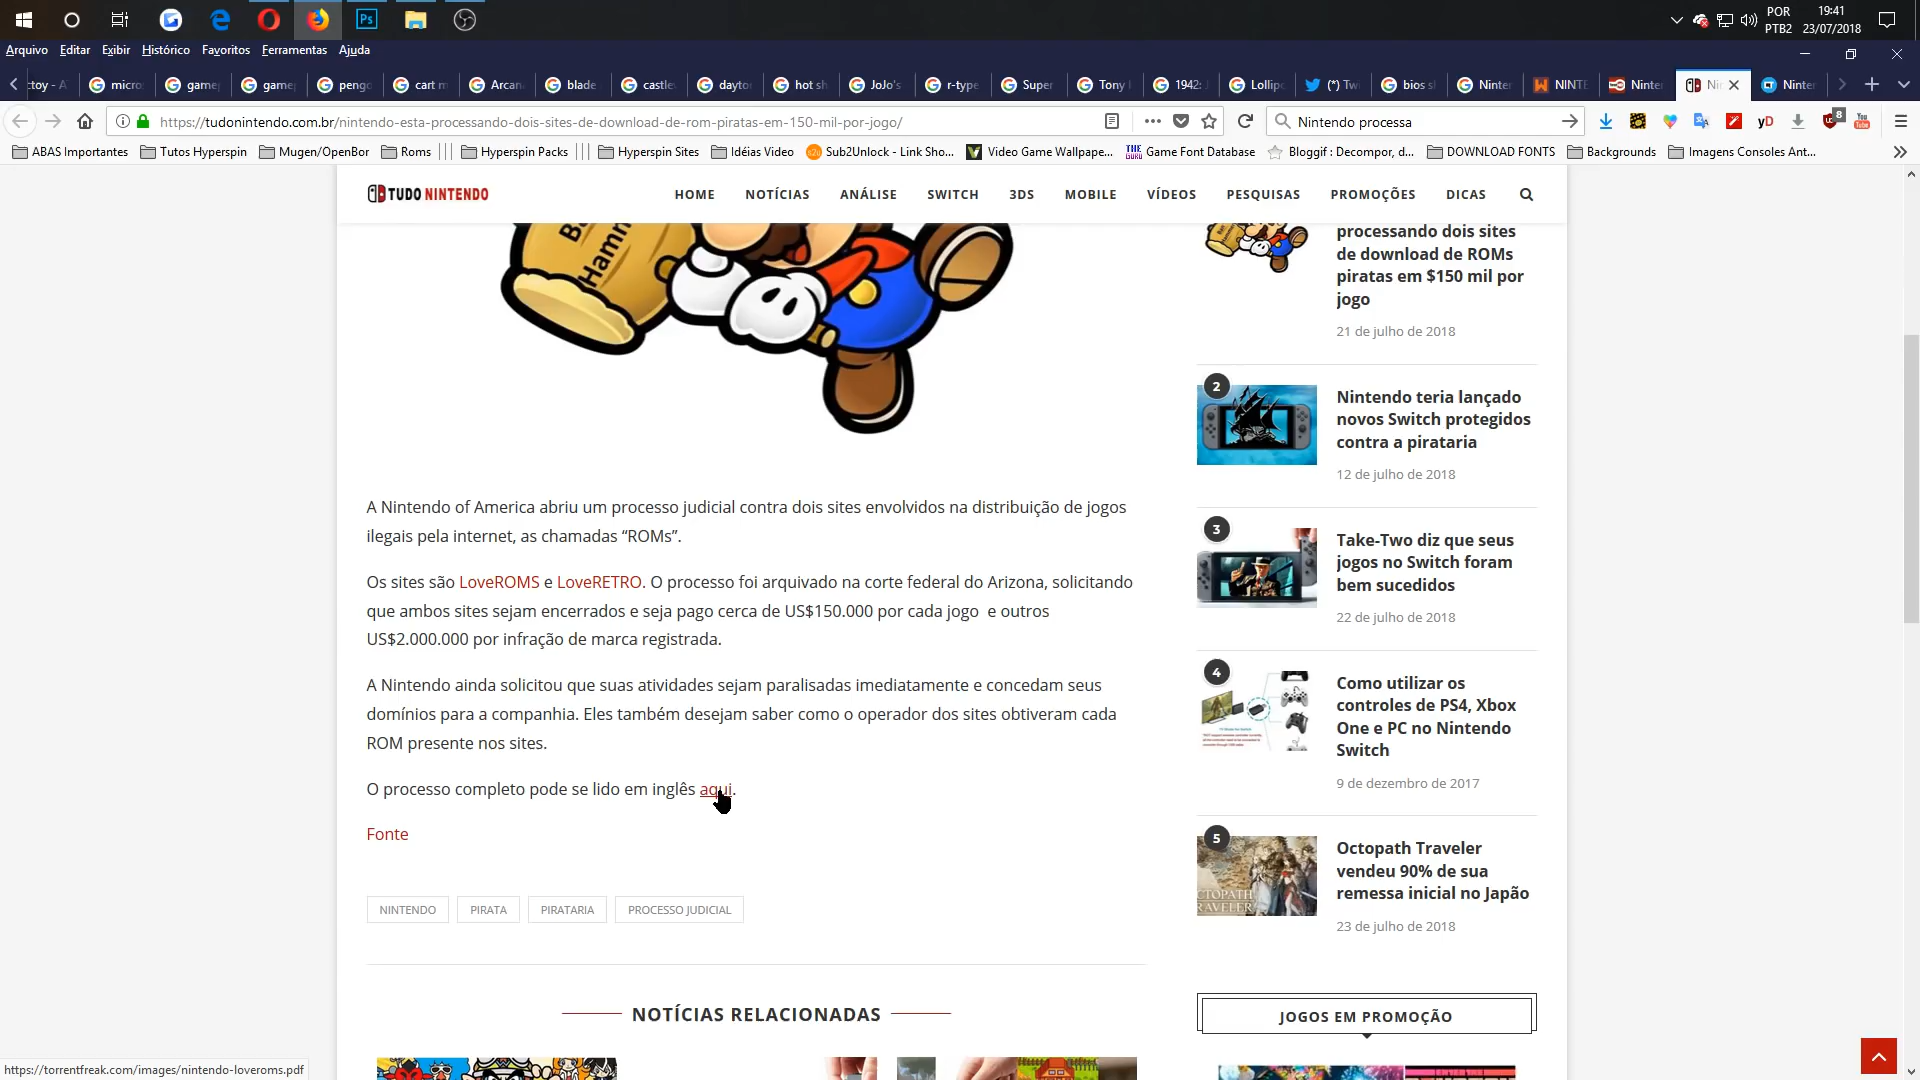 19:41
POR
PTB2
23/07/2018
Arquivo Editar Exibir Histórico Favoritos Ferramentas Ajuda
ctoy - A micro game game pengo cart m Arcan blade castle dayto hot sh JoJo's r-type Super Tony 1942: Lollip (*) Tw bios s Ninter NINTE Ninter Ni Ninter
https://tudonintendo.com.br/nintendo-esta-processando-dois-sites-de-download-de-rom-piratas-em-150-mil-por-jogo/
Nintendo processa
yD
8
ABAS Importantes Tutos Hyperspin Mugen/OpenBor Roms Hyperspin Packs Hyperspin Sites Idéias Video Sub2Unlock - Link Sho... Video Game Wallpape... Game Font Database Bloggif : Decompor, d... DOWNLOAD FONTS Backgrounds Imagens Consoles Ant...
TUDO NINTENDO
HOME NOTÍCIAS ANÁLISE SWITCH 3DS MOBILE VÍDEOS PESQUISAS PROMOÇÕES DICAS
A Nintendo of America abriu um processo judicial contra dois sites envolvidos na distribuição de jogos
ilegais pela internet, as chamadas “ROMs”.
Os sites são LoveROMS e LoveRETRO. O processo foi arquivado na corte federal do Arizona, solicitando
que ambos sites sejam encerrados e seja pago cerca de US$150.000 por cada jogo e outros
US$2.000.000 por infração de marca registrada.
A Nintendo ainda solicitou que suas atividades sejam paralisadas imediatamente e concedam seus
domínios para a companhia. Eles também desejam saber como o operador dos sites obtiveram cada
ROM presente nos sites.
O processo completo pode se lido em inglês aqui.
Fonte
NINTENDO PIRATA PIRATARIA PROCESSO JUDICIAL
NOTÍCIAS RELACIONADAS
processando dois sites
de download de ROMs
piratas em $150 mil por
jogo
21 de julho de 2018
2
Nintendo teria lançado
novos Switch protegidos
contra a pirataria
12 de julho de 2018
3
Take-Two diz que seus
jogos no Switch foram
bem sucedidos
22 de julho de 2018
4
Como utilizar os
controles de PS4, Xbox
One e PC no Nintendo
Switch
9 de dezembro de 2017
5
Octopath Traveler
vendeu 90% de sua
remessa inicial no Japão
23 de julho de 2018
JOGOS EM PROMOÇÃO
https://torrentfreak.com/images/nintendo-loveroms.pdf